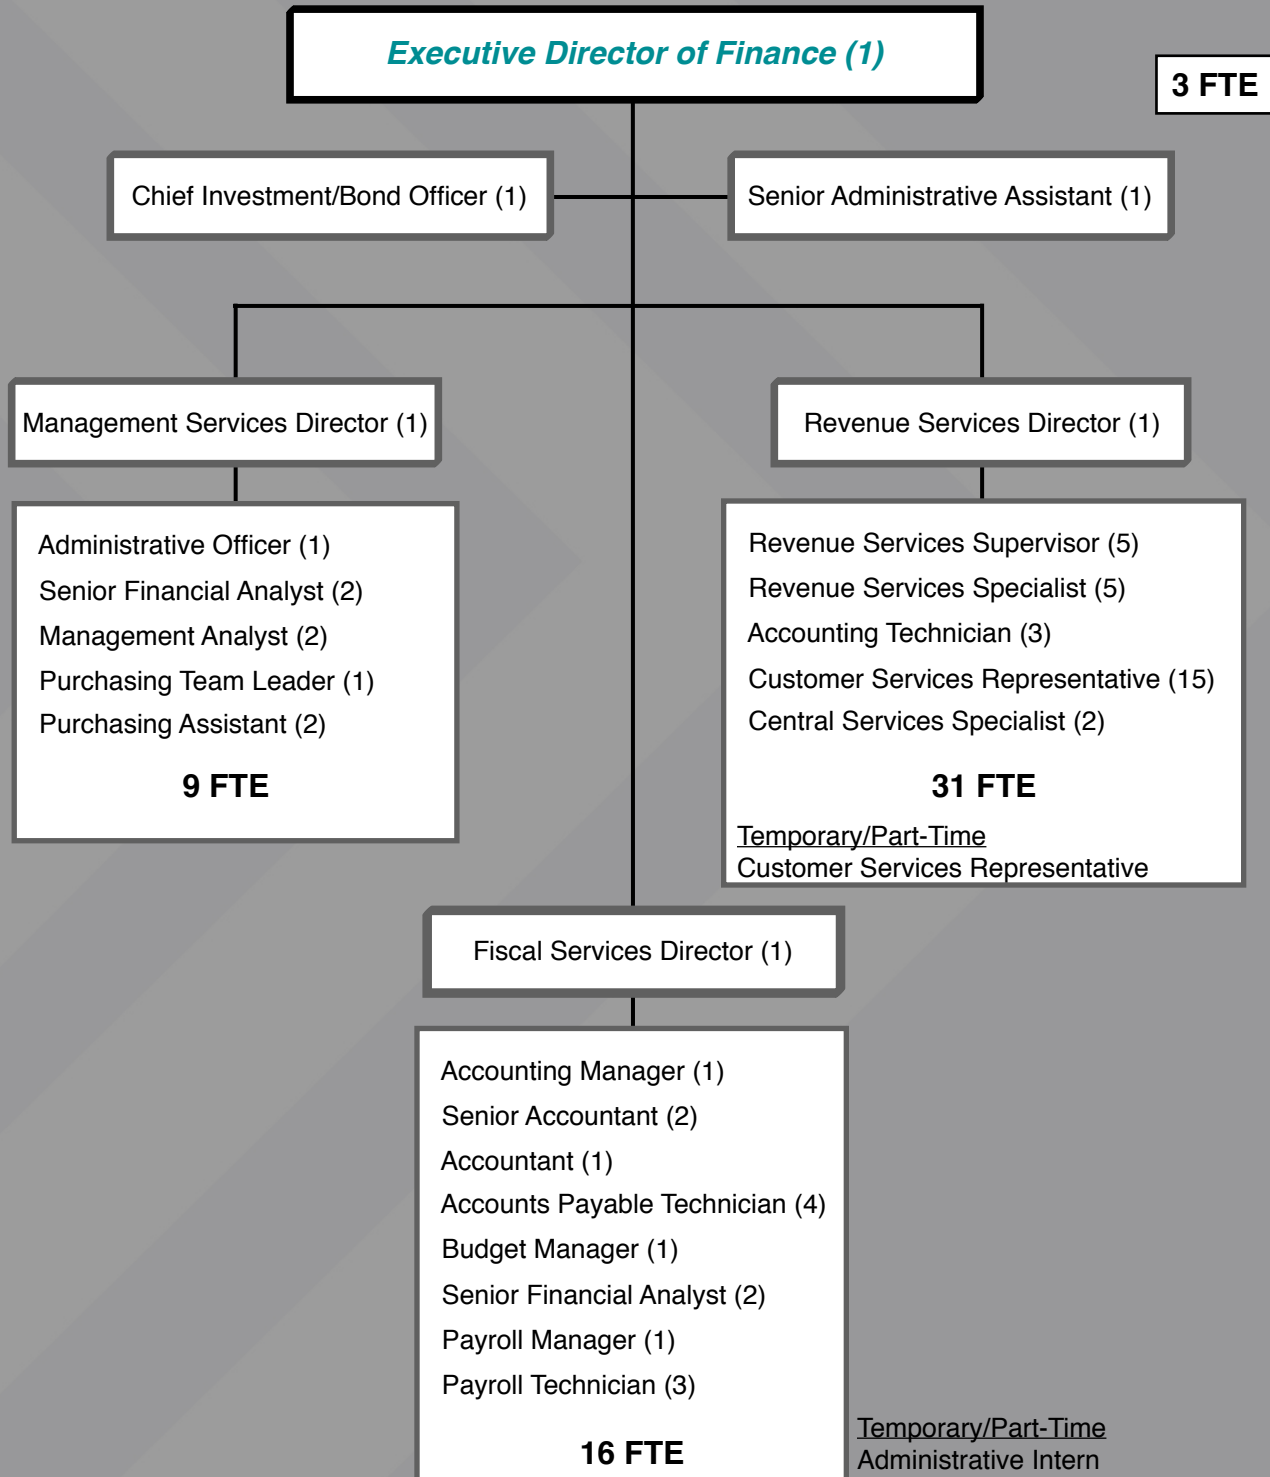 Executive Director of Finance (1)
3 FTE
Chief Investment/Bond Officer (1)
Senior Administrative Assistant (1)
Management Services Director (1)
Revenue Services Director (1)
Administrative Officer (1)
Senior Financial Analyst (2)
Management Analyst (2)
Purchasing Team Leader (1)
Purchasing Assistant (2)
9 FTE
Revenue Services Supervisor (5)
Revenue Services Specialist (5)
Accounting Technician (3)
Customer Services Representative (15)
Central Services Specialist (2)
31 FTE
Temporary/Part-Time
Customer Services Representative
Fiscal Services Director (1)
Accounting Manager (1)
Senior Accountant (2)
Accountant (1)
Accounts Payable Technician (4)
Budget Manager (1)
Senior Financial Analyst (2)
Payroll Manager (1)
Payroll Technician (3)
16 FTE
Temporary/Part-Time
Administrative Intern